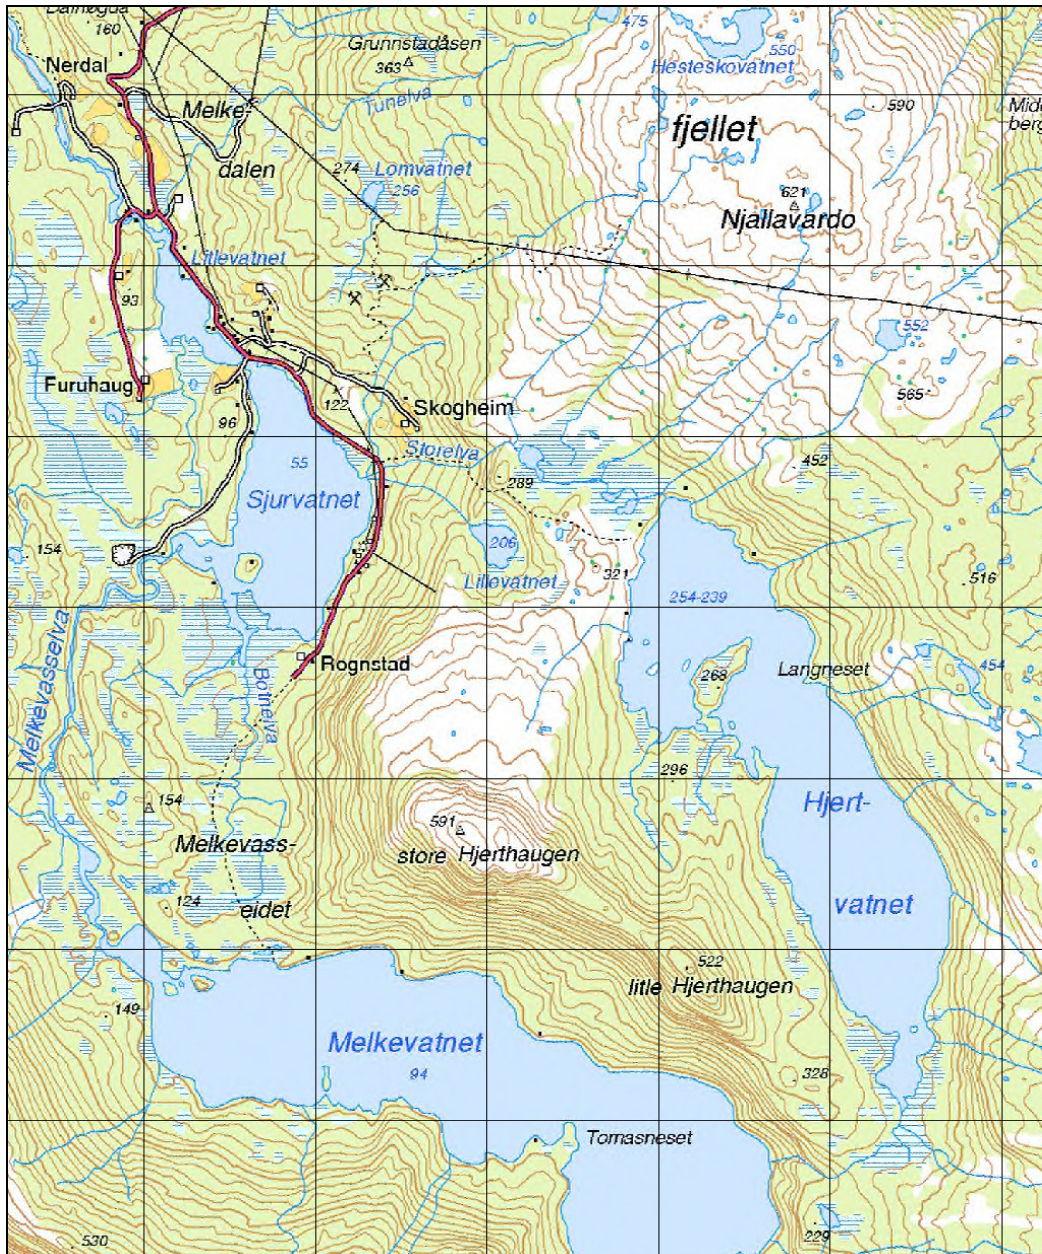 160
475
Grunnstadåsen
363
550
Hesteskovatnet
Nerdal
Tunelva
Melke-
590
fjellet
dalen
274
Lomvatnet
256
621
Njallavardo
Litlevatnet
93
552
Furuhaug
565
122
Skogheim
96
Storelva
55
452
289
Sjurvatnet
154
206
Lillevatnet
321
516
254-239
Melkevasselva
Rognstad
Botnelva
268
Langneset
454
296
154
Hjert-
591
Melkevass-
store Hjerthaugen
124
eidet
vatnet
522
litle Hjerthaugen
149
Melkevatnet
94
328
Tomasneset
530
229